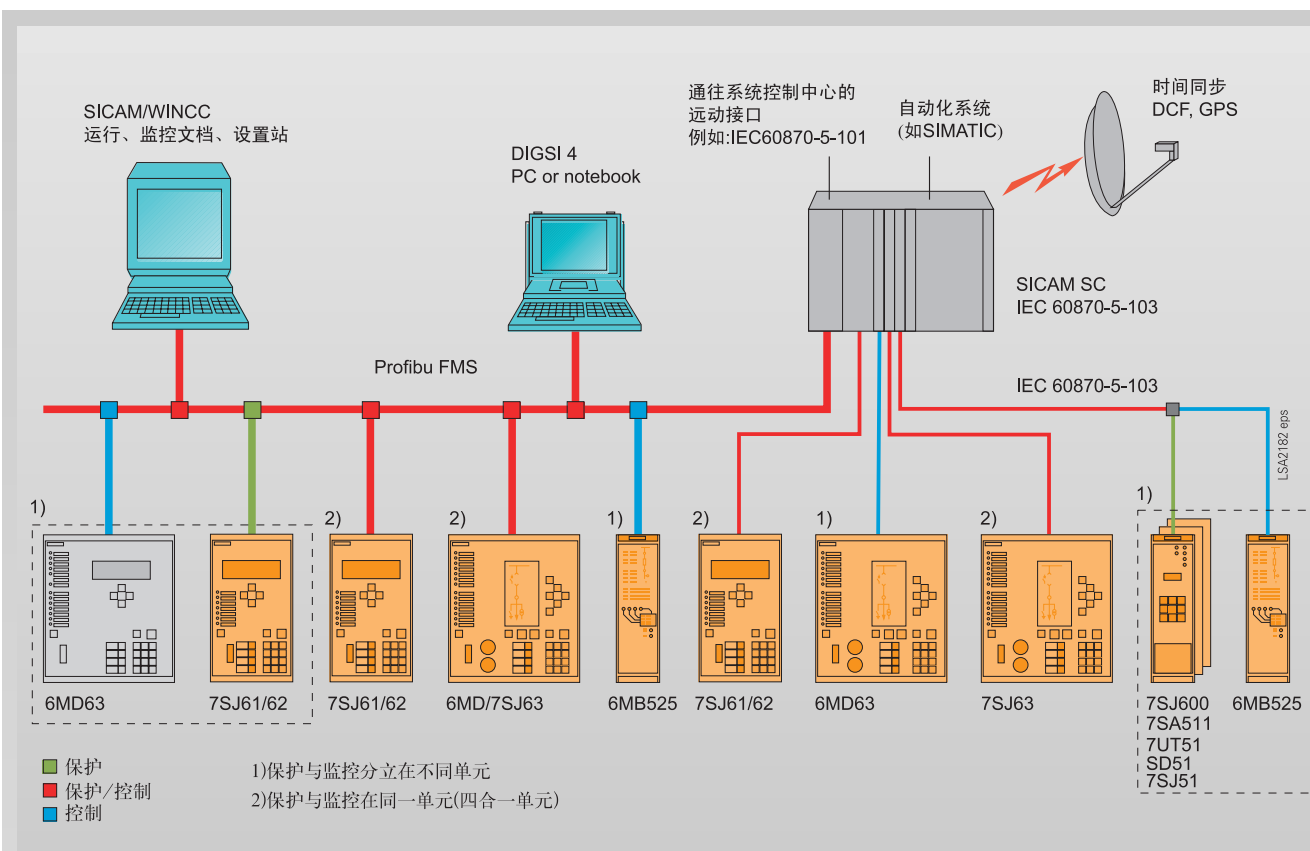 SICAM/WINCC
运行、监控文档、设置站
DIGSI 4
PC or notebook
通往系统控制中心的
远动接口
例如:IEC60870-5-101
自动化系统
(如SIMATIC)
时间同步
DCF, GPS
SICAM SC
IEC 60870-5-103
Profibu FMS
IEC 60870-5-103
LSA2182 eps
1)
2)
2)
1)
2)
1)
2)
1)
6MD63
7SJ61/62
7SJ61/62
6MD/7SJ63
6MB525
7SJ61/62
6MD63
7SJ63
7SJ600
7SA511
7UT51
SD51
7SJ51
6MB525
保护
保护/控制
控制
1)保护与监控分立在不同单元
2)保护与监控在同一单元(四合一单元)